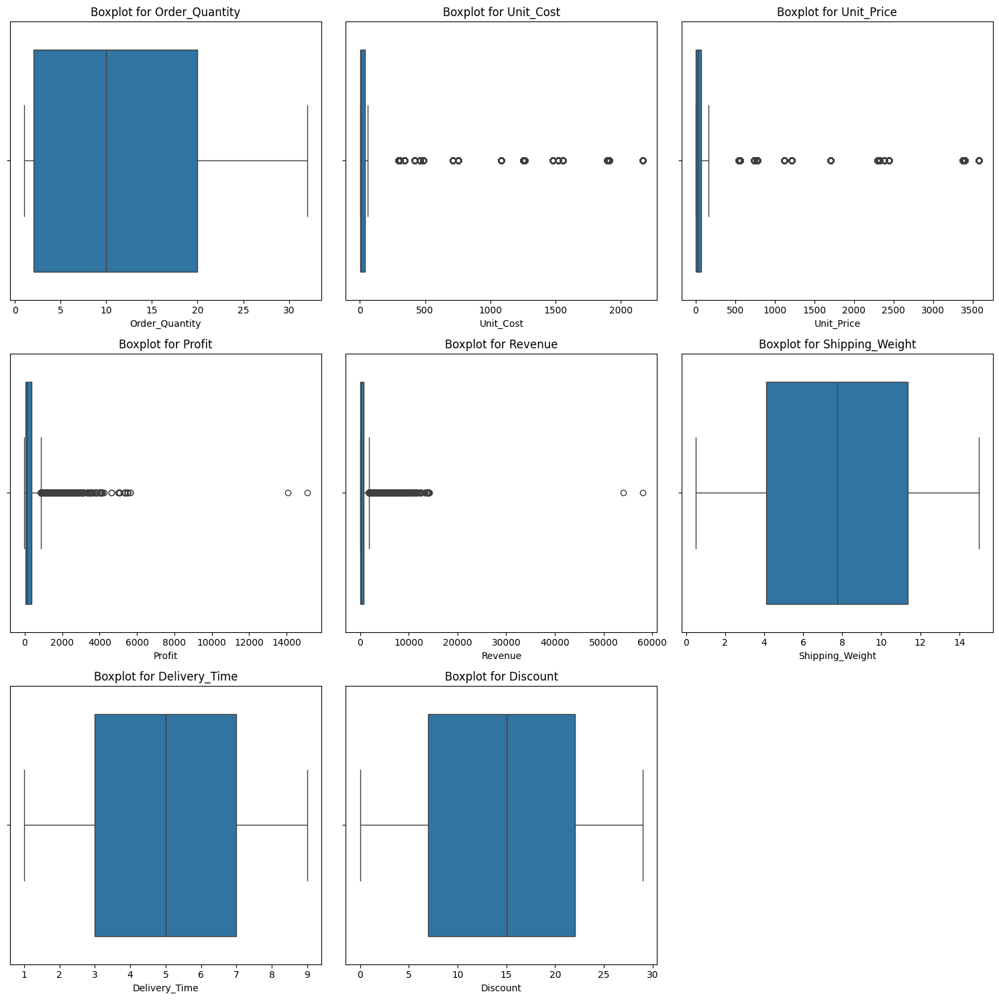 Boxplot for Order_Quantity
Boxplot for Unit_Cost
Boxplot for Unit_Price
0 5 10 15 20 25 30
0 500 1000 1500 2000
0 500 1000 1500 2000 2500 3000 3500
Order_Quantity
Unit_Cost
Unit_Price
Boxplot for Profit
Boxplot for Revenue
Boxplot for Shipping_Weight
0 2000 4000 6000 8000 10000 12000 14000
0 10000 20000 30000 40000 50000 60000
0 2 4 6 8 10 12 14
Profit
Revenue
Shipping_Weight
Boxplot for Delivery_Time
Boxplot for Discount
1 2 3 4 5 6 7 8 9
0 5 10 15 20 25 30
Delivery_Time
Discount